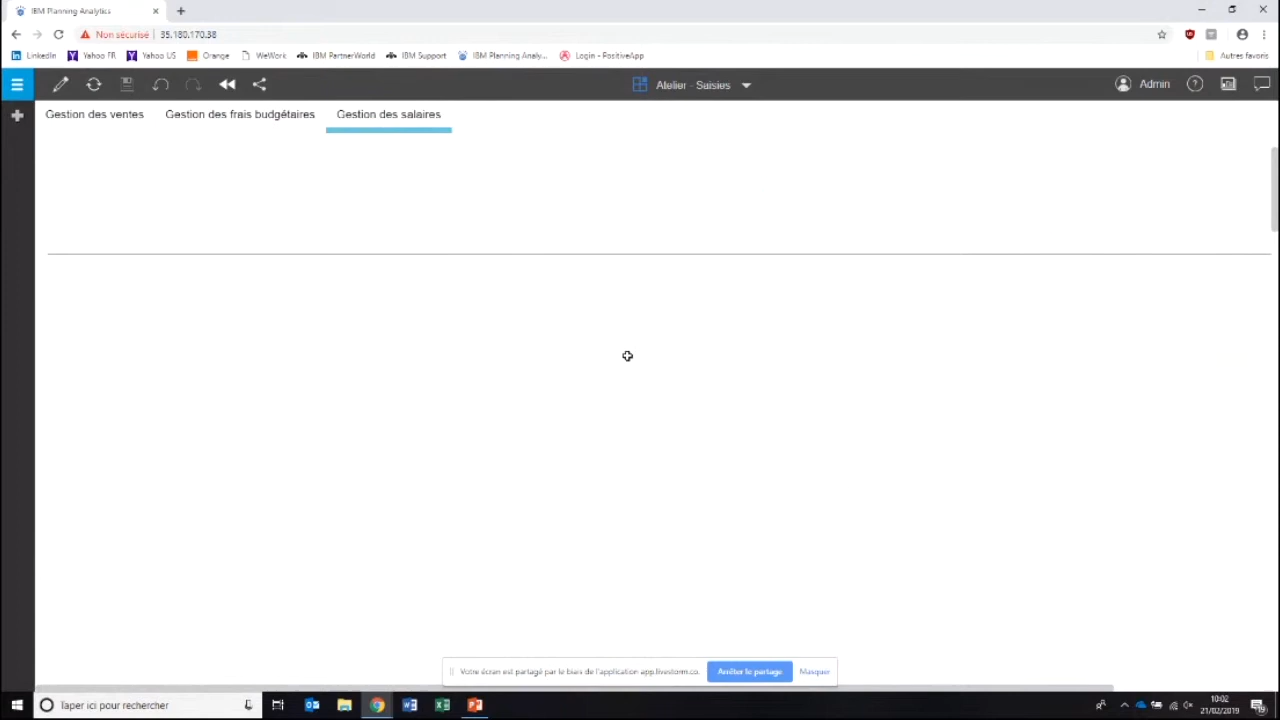 IBM Planning Analytics
Non sécurisé 35.180.170.38
LinkedIn Yahoo FR Yahoo US Orange WeWork IBM PartnerWorld IBM Support IBM Planning Analy... Login - PositiveApp Autres favoris
Atelier - Saisies Admin
Gestion des ventes Gestion des frais budgétaires Gestion des salaires
Votre écran est partagé par le biais de l'application app.livestorm.co. Arrêter le partage Masquer
Taper ici pour rechercher 10:02
21/02/2019